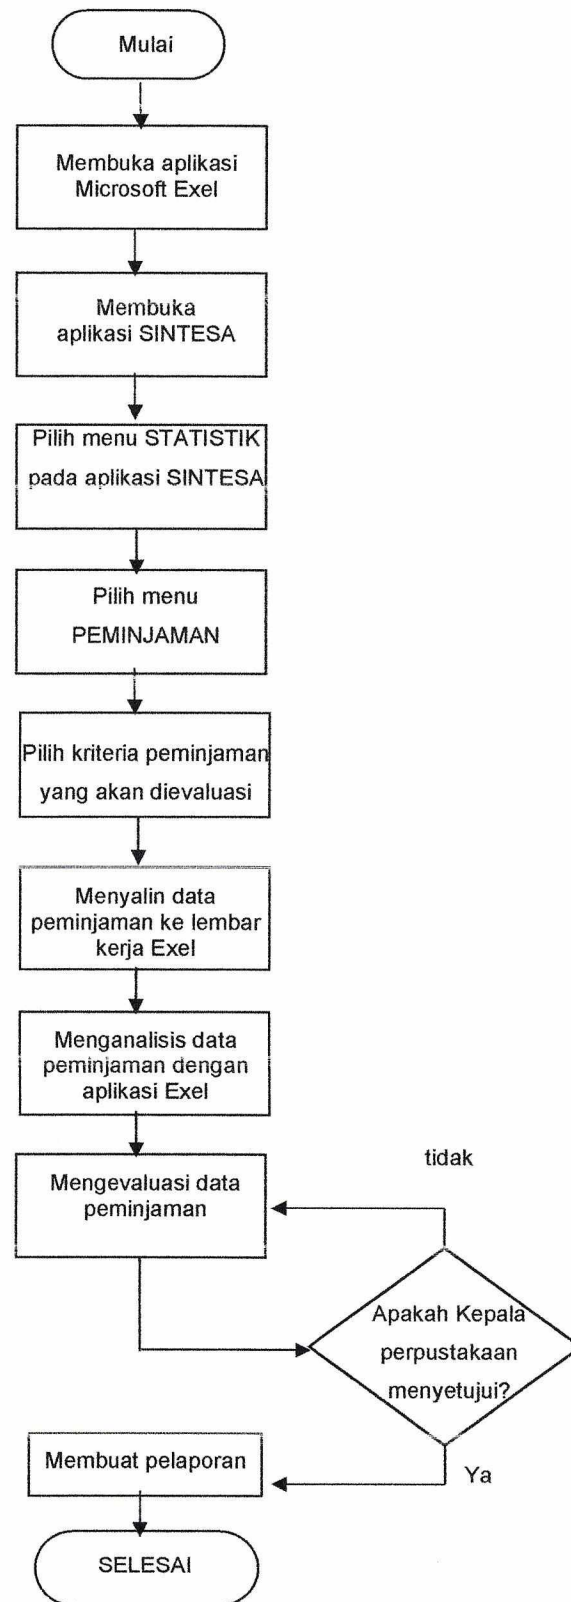 Mulai
Membuka aplikasi
Microsoft Exel
Membuka
aplikasi SINTESA
Pilih menu STATISTIK
pada aplikasi SINTESA
Pilih menu
PEMINJAMAN
Pilih kriteria peminjaman
yang akan dievaluasi
Menyalin data
peminjaman ke lembar
kerja Exel
Menganalisis data
peminjaman dengan
aplikasi Exel
Mengevaluasi data
peminjaman
tidak
Apakah Kepala
perpustakaan
menyetujui?
Ya
Membuat pelaporan
SELESAI